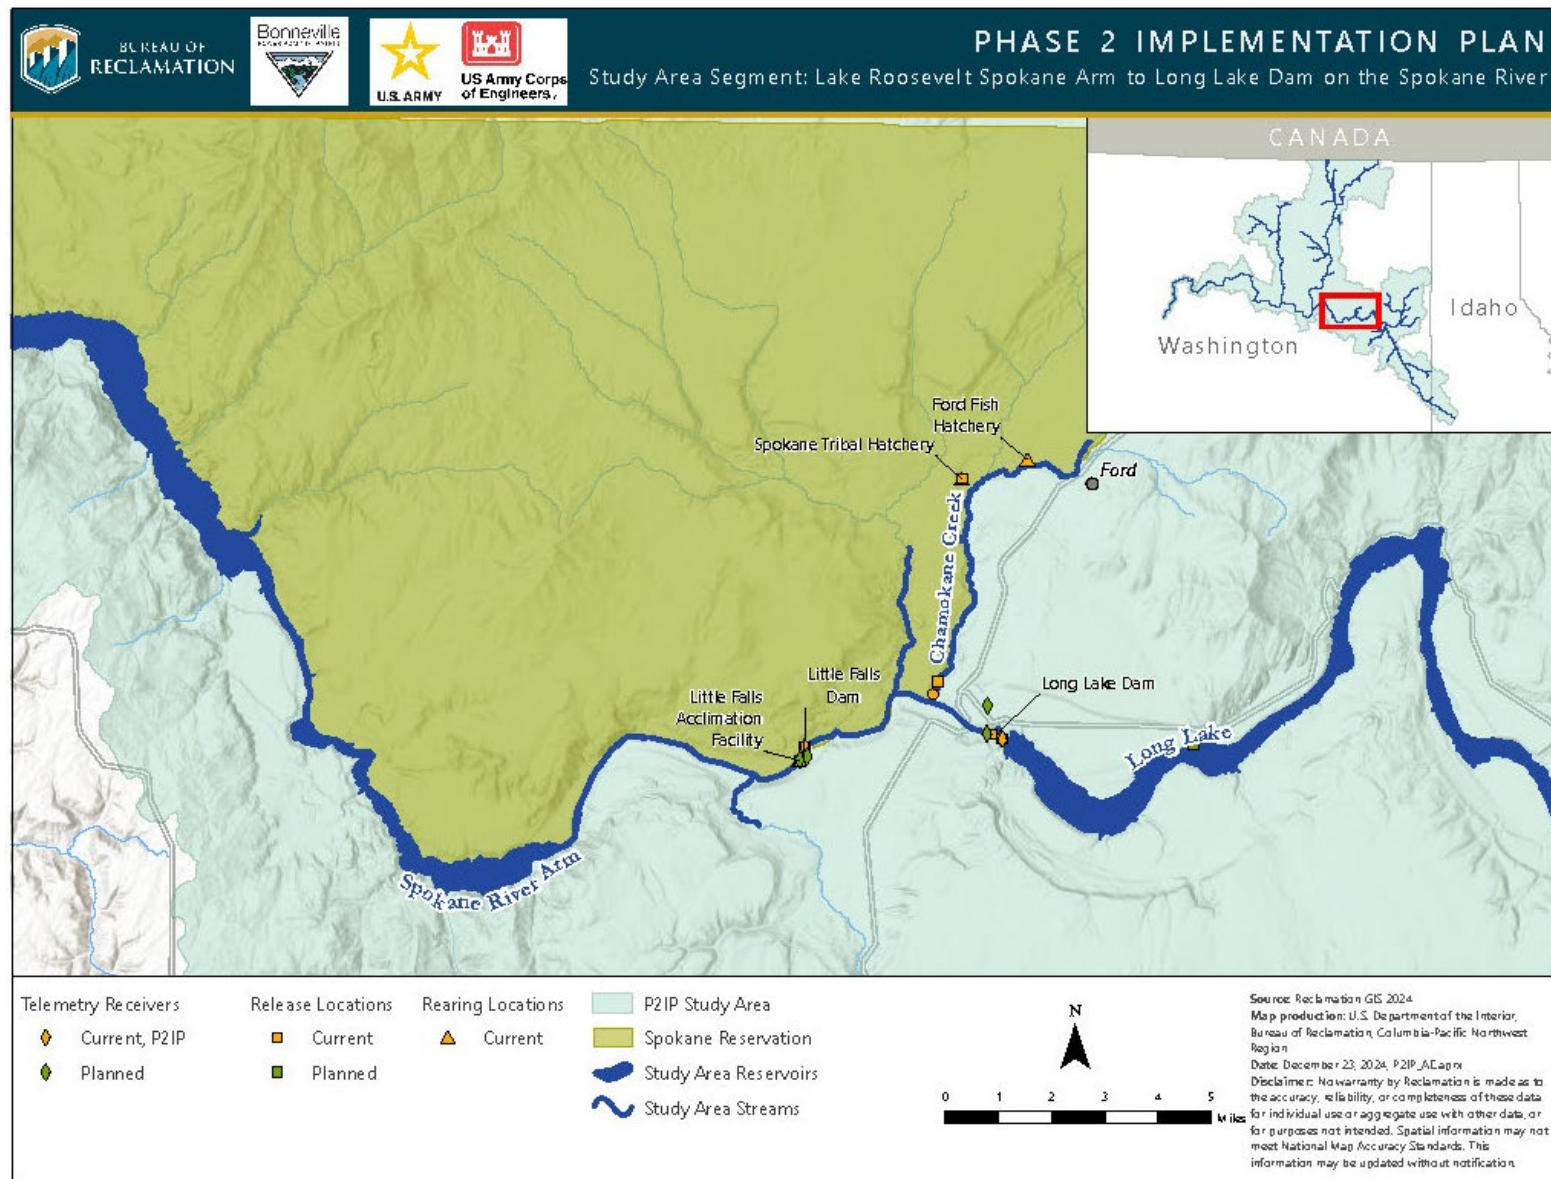 BUREAU OF
RECLAMATION
Bonneville
U.S. ARMY
US Army Corps
of Engineers.
PHASE 2 IMPLEMENTATION PLAN
Study Area Segment: Lake Roosevelt Spokane Arm to Long Lake Dam on the Spokane River
CANADA
Washington
Idaho
Ford Fish
Hatchery
Spokane Tribal Hatchery
Ford
Chamokane Creek
Little Falls
Dam
Little Falls
Acclimation
Facility
Long Lake Dam
Long Lake
Spokane River Arm
Telemetry Receivers
Current, P2IP
Planned
Release Locations
Current
Planned
Rearing Locations
Current
P2IP Study Area
Spokane Reservation
Study Area Reservoirs
Study Area Streams
N
0 1 2 3 4 5
Miles
Source: Reclamation GIS 2024
Map production: U.S. Department of the Interior,
Bureau of Reclamation, Columbia-Pacific Northwest
Region
Date: December 23, 2024, P2IP_AE.aprx
Disclaimer: No warranty by Reclamation is made as to
the accuracy, reliability, or completeness of these data
for individual use or aggregate use with other data, or
for purposes not intended. Spatial information may not
meet National Map Accuracy Standards. This
information may be updated without notification.